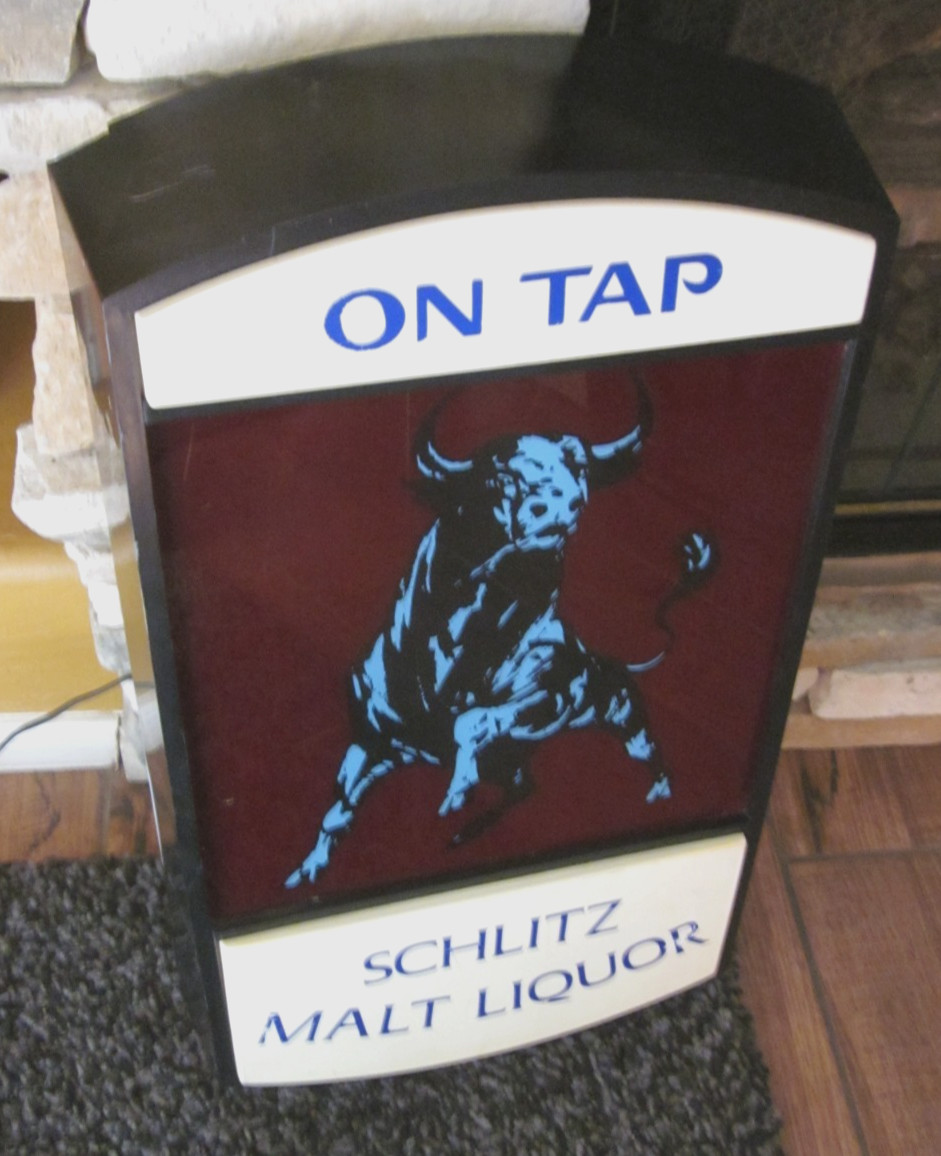 ON TAP
SCHLITZ
MALT LIQUOR